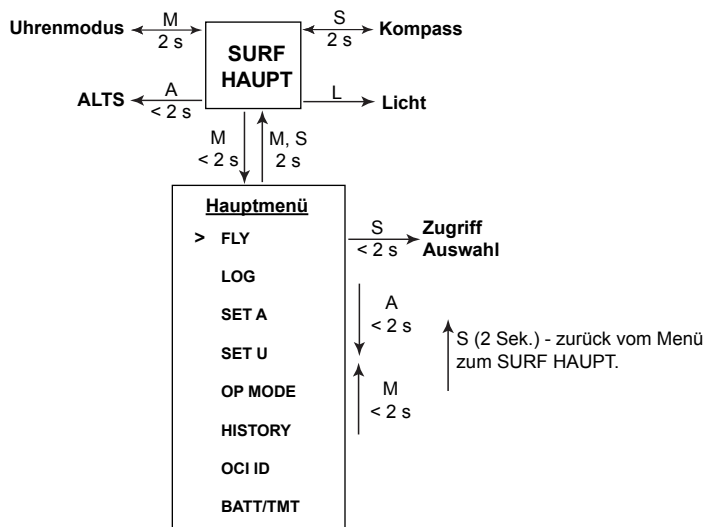 Uhrenmodus
M
2 s
SURF
HAUPT
S
2 s
Kompass
ALTS
A
< 2 s
L
Licht
M
< 2 s
M, S
2 s
Hauptmenü
> FLY
LOG
SET A
SET U
OP MODE
HISTORY
OCI ID
BATT/TMT
S
< 2 s
Zugriff
Auswahl
A
< 2 s
M
< 2 s
S (2 Sek.) - zurück vom Menü
zum SURF HAUPT.